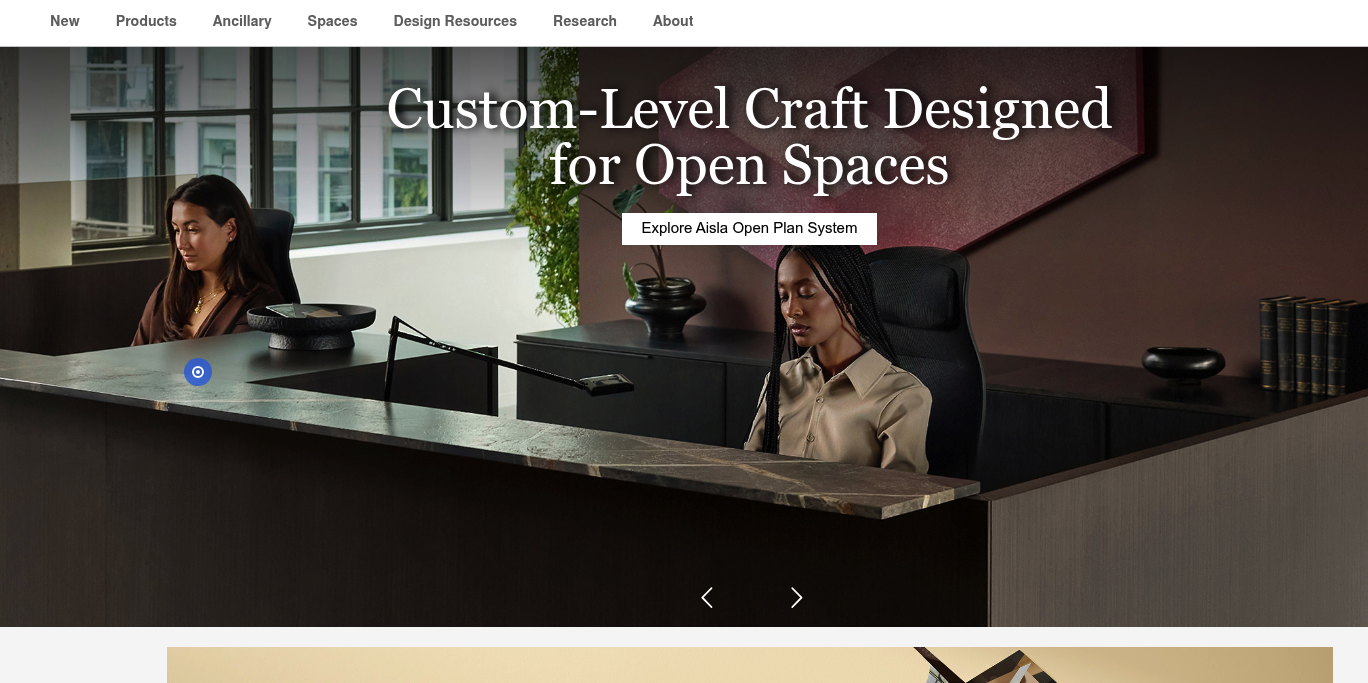 New
Products
Ancillary
Spaces
Design Resources
Research
About
Custom-Level Craft Designed
for Open Spaces
Explore Aisla Open Plan System